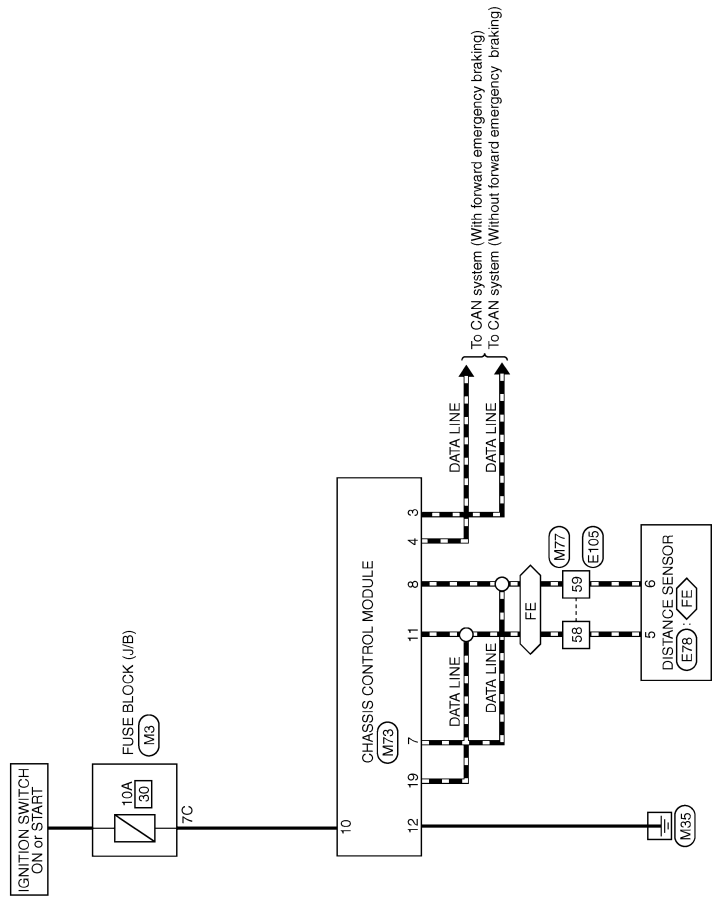 IGNITION SWITCH
ON or START
FUSE BLOCK (J/B)
M3
10A
30
7C
10
CHASSIS CONTROL MODULE
M73
12
19
7
11
8
4
3
DATA LINE
DATA LINE
DATA LINE
DATA LINE
To CAN system (With forward emergency braking)
To CAN system (Without forward emergency braking)
FE
58
59
M77
E105
5
6
DISTANCE SENSOR
E78 : FE
M35